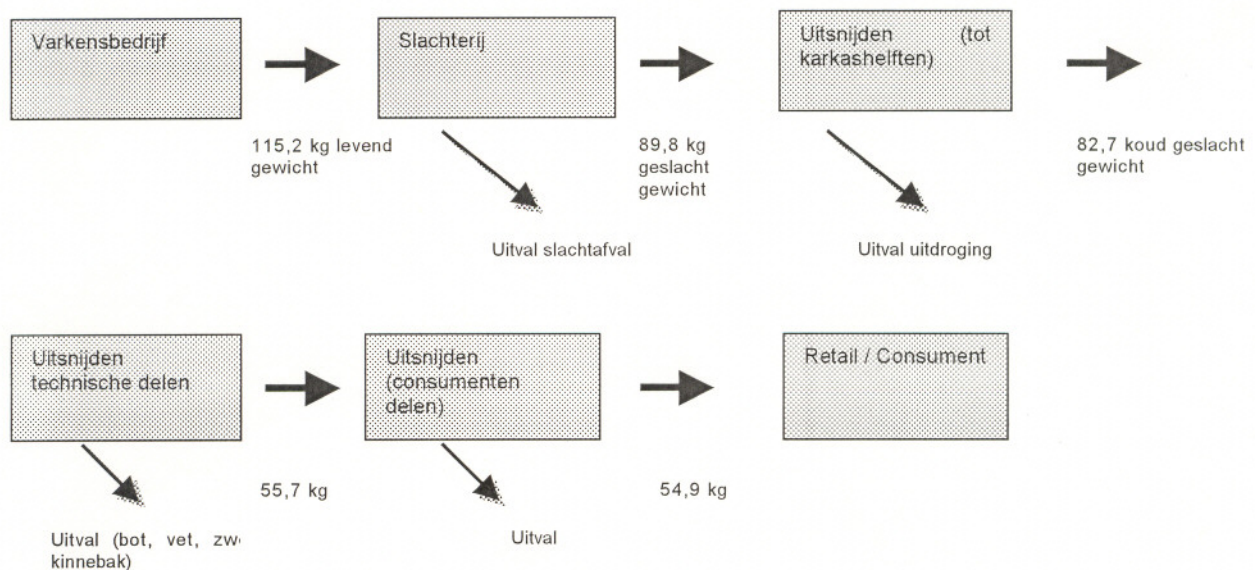 Varkensbedrijf
Slachterij
Uitsnijden (tot
karkashelften)
115,2 kg levend
gewicht
89,8 kg
geslacht
gewicht
82,7 koud geslacht
gewicht
Uitval slachtafval
Uitval uitdroging
Uitsnijden
technische delen
Uitsnijden
(consumenten
delen)
Retail / Consument
55,7 kg
54,9 kg
Uitval (bot, vet,
kinnebak)
Uitval